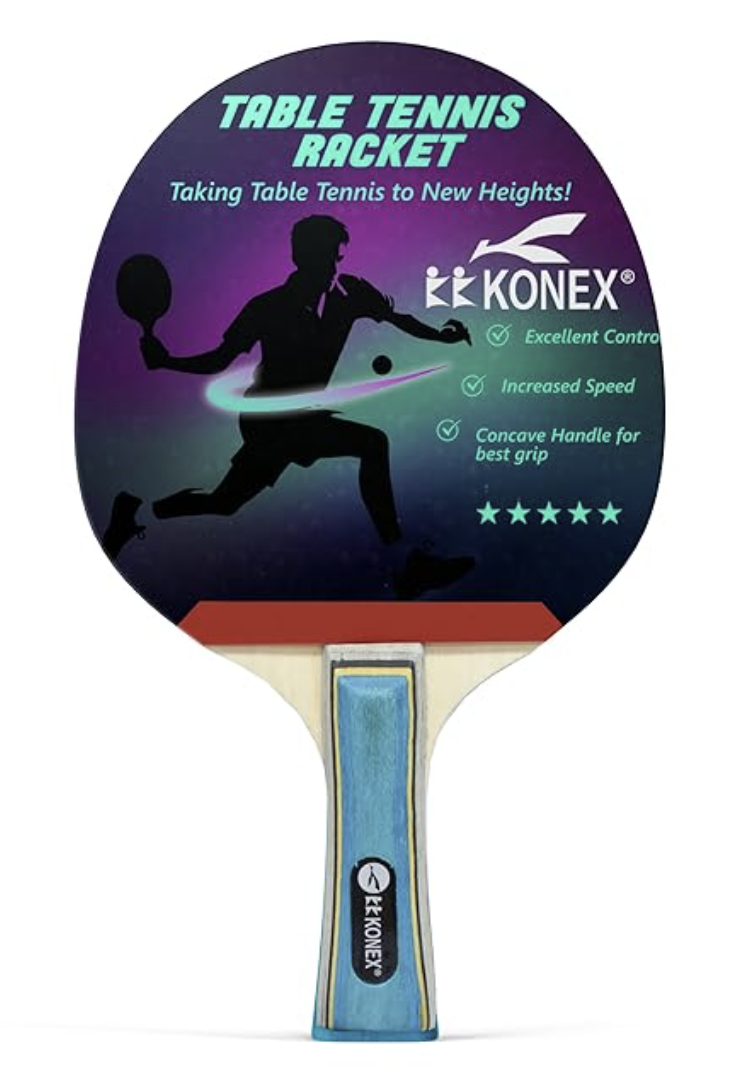 TABLE TENNIS
RACKET
Taking Table Tennis to New Heights!
KONEX®
Excellent Contro
Increased Speed
Concave Handle for
best grip
KONEX®